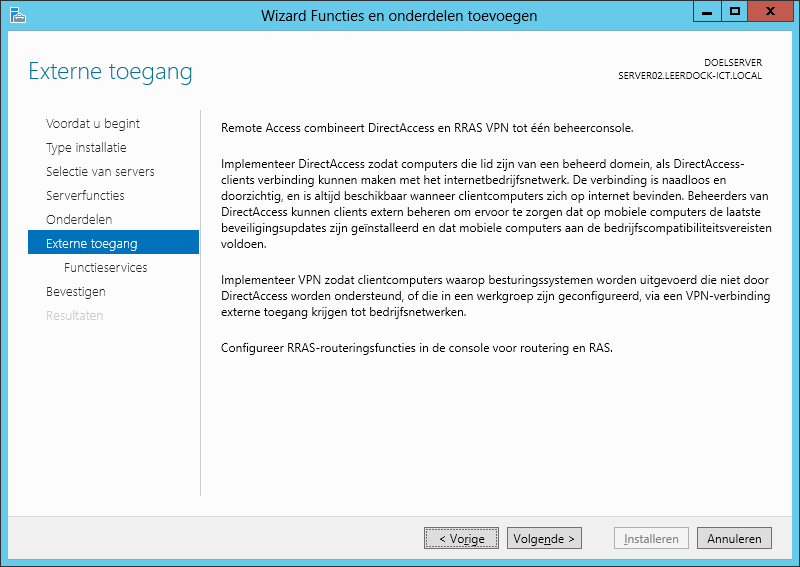 Wizard Functies en onderdelen toevoegen
Externe toegang
DOELSERVER
SERVER02.LEERDOCK-ICT.LOCAL
Voordat u begint
Type installatie
Selectie van servers
Serverfuncties
Onderdelen
Externe toegang
Functieservices
Bevestigen
Resultaten
Remote Access combineert DirectAccess en RRAS VPN tot één beheerconsole.
Implementeer DirectAccess zodat computers die lid zijn van een beheerd domein, als DirectAccess-
clients verbinding kunnen maken met het internetbedrijfsnetwerk. De verbinding is naadloos en
doorzichtig, en is altijd beschikbaar wanneer clientcomputers zich op internet bevinden. Beheerders van
DirectAccess kunnen clients extern beheren om ervoor te zorgen dat op mobiele computers de laatste
beveiligingsupdates zijn geïnstalleerd en dat mobiele computers aan de bedrijfscompatibiliteitsvereisten
voldoen.
Implementeer VPN zodat clientcomputers waarop besturingssystemen worden uitgevoerd die niet door
DirectAccess worden ondersteund, of die in een werkgroep zijn geconfigureerd, via een VPN-verbinding
externe toegang krijgen tot bedrijfsnetwerken.
Configureer RRAS-routeringsfuncties in de console voor routering en RAS.
< Vorige
Volgende >
Installeren
Annuleren